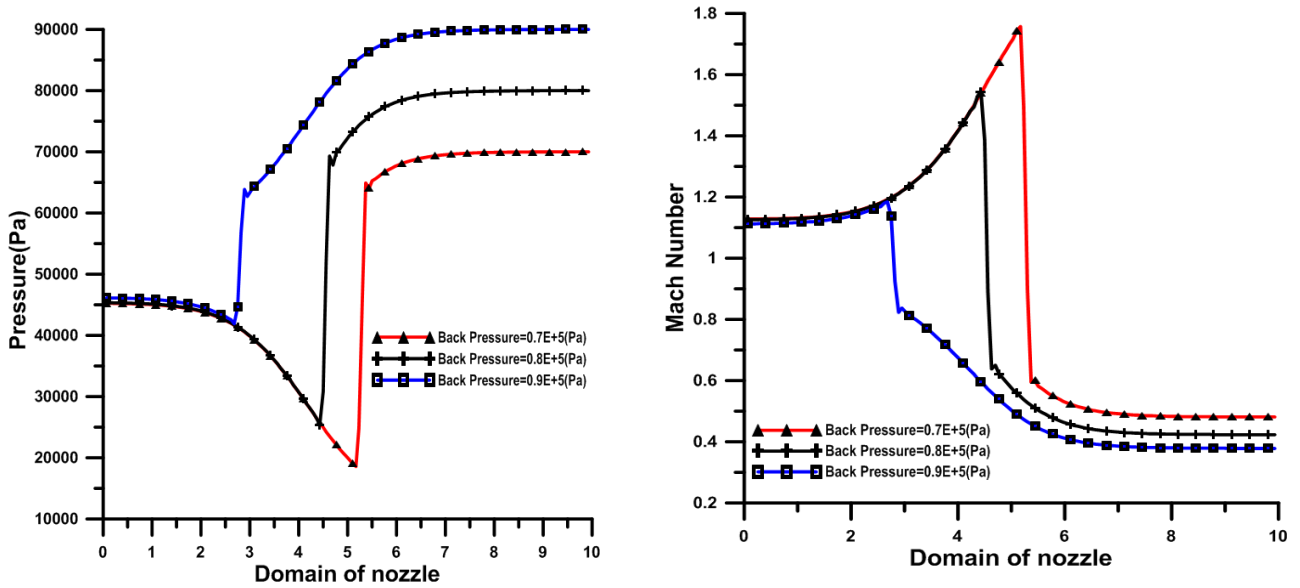 90000
80000
70000
60000
50000
40000
30000
20000
10000
Pressure(Pa)
0 1 2 3 4 5 6 7 8 9 10
Domain of nozzle
Back Pressure=0.7E+5(Pa)
Back Pressure=0.8E+5(Pa)
Back Pressure=0.9E+5(Pa)
1.8
1.6
1.4
1.2
1
0.8
0.6
0.4
0.2
Mach Number
0 2 4 6 8 10
Domain of nozzle
Back Pressure=0.7E+5(Pa)
Back Pressure=0.8E+5(Pa)
Back Pressure=0.9E+5(Pa)